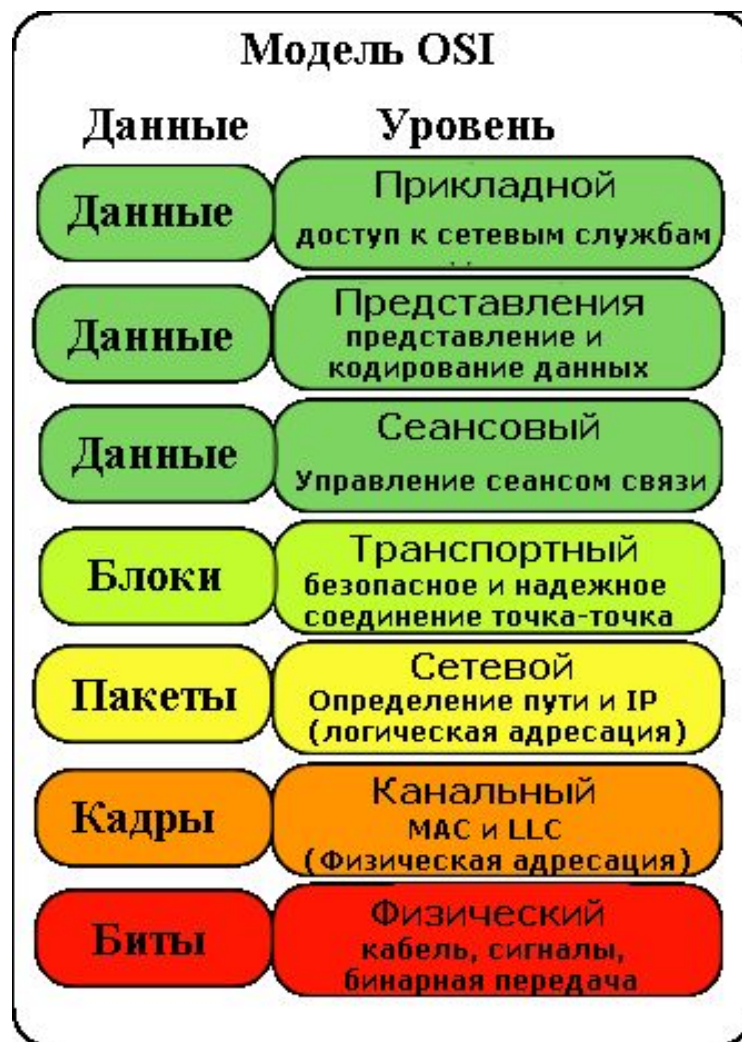 Модель OSI
Данные Уровень
Данные
Прикладной
доступ к сетевым службам
Данные
Представления
представление и
кодирование данных
Данные
Сеансовый
Управление сеансом связи
Блоки
Транспортный
безопасное и надежное
соединение точка-точка
Пакеты
Сетевой
Определение пути и IP
(логическая адресация)
Кадры
Канальный
MAC и LLC
(Физическая адресация)
Биты
Физический
кабель, сигналы,
бинарная передача